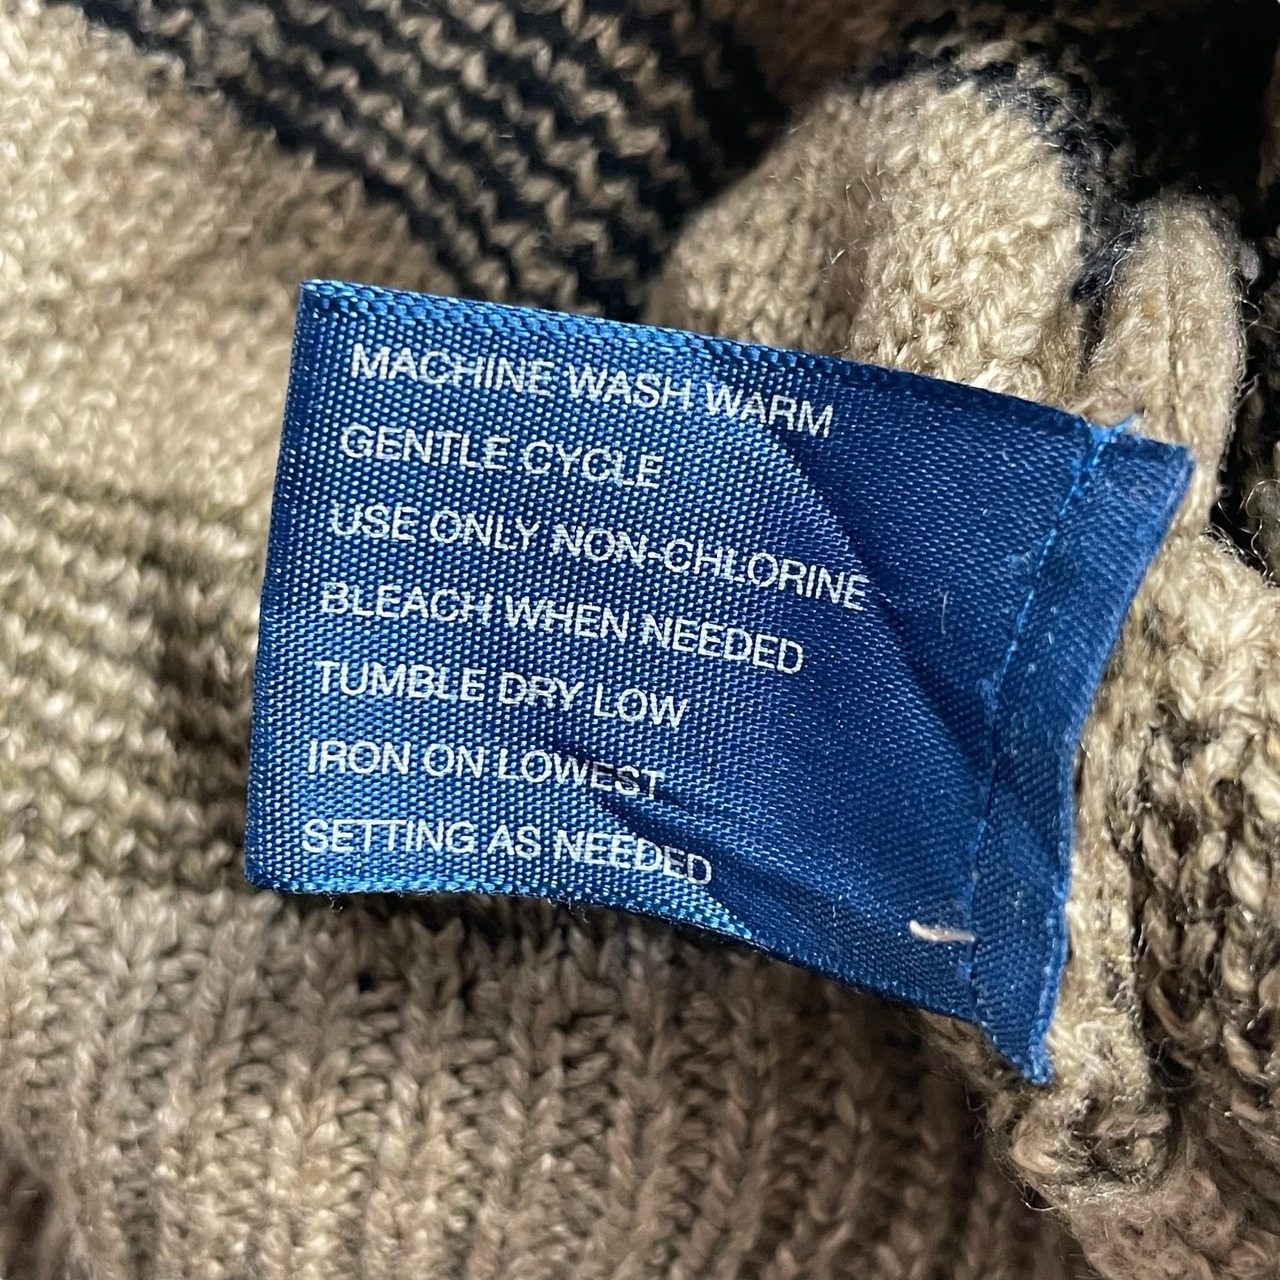 MACHINE WASH WARM
GENTLE CYCLE
USE ONLY NON-CHLORINE
BLEACH WHEN NEEDED
TUMBLE DRY LOW
IRON ON LOWEST
SETTING AS NEEDED